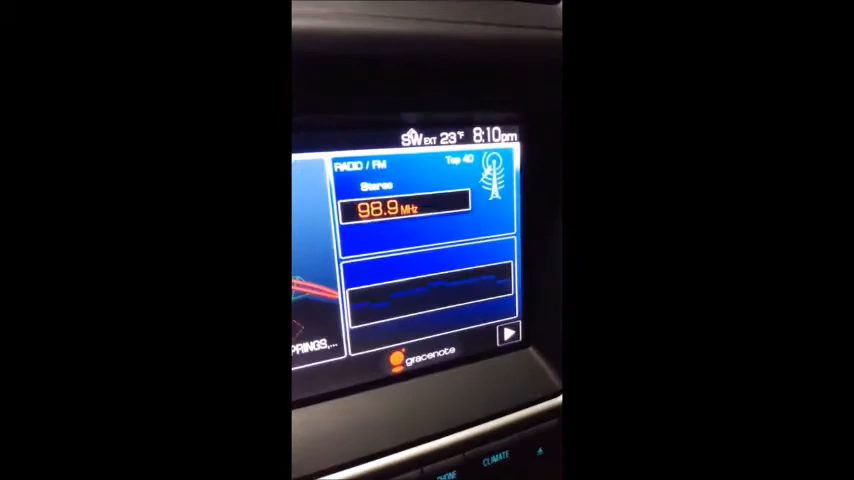 SW EXT 23°F 8:10pm
RADIO / FM Top 40
Stereo
98.9 MHz
PRINGS,...
gracenote
PHONE CLIMATE